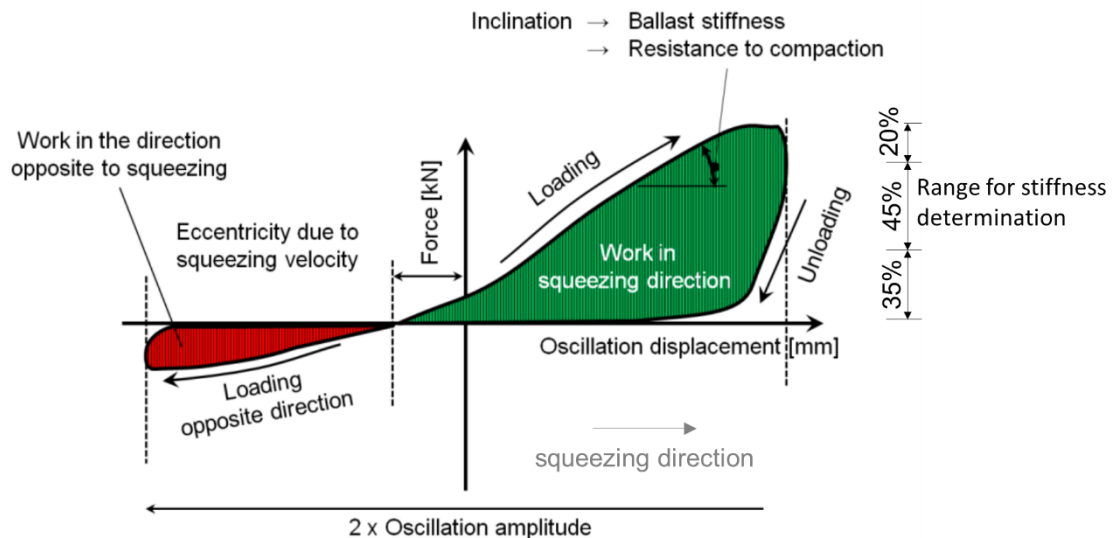 Inclination → Ballast stiffness
→ Resistance to compaction
Work in the direction
opposite to squeezing
Eccentricity due to
squeezing velocity
Force [kN]
Loading
Work in
squeezing direction
Unloading
20%
45%
35%
Range for stiffness
determination
Oscillation displacement [mm]
Loading
opposite direction
squeezing direction
2 x Oscillation amplitude